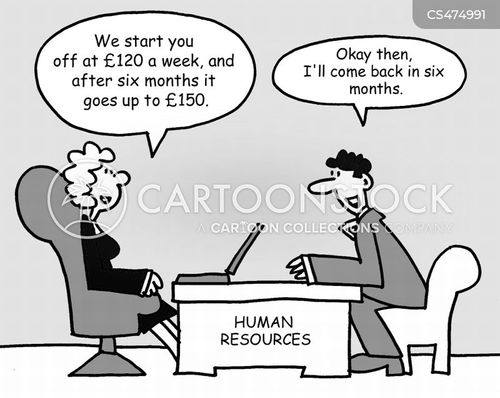 CS474991
We start you
off at £120 a week, and
after six months it
goes up to £150.
Okay then,
I'll come back in six
months.
CARTOONSTOCK
A CARTOON COLLECTIONS COMPANY
HUMAN
RESOURCES